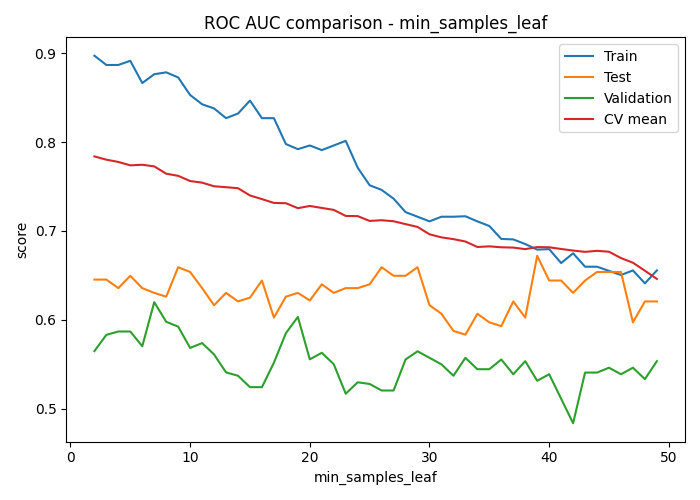 ROC AUC comparison - min_samples_leaf
Train
Test
Validation
CV mean
score
0.9
0.8
0.7
0.6
0.5
0 10 20 30 40 50
min_samples_leaf